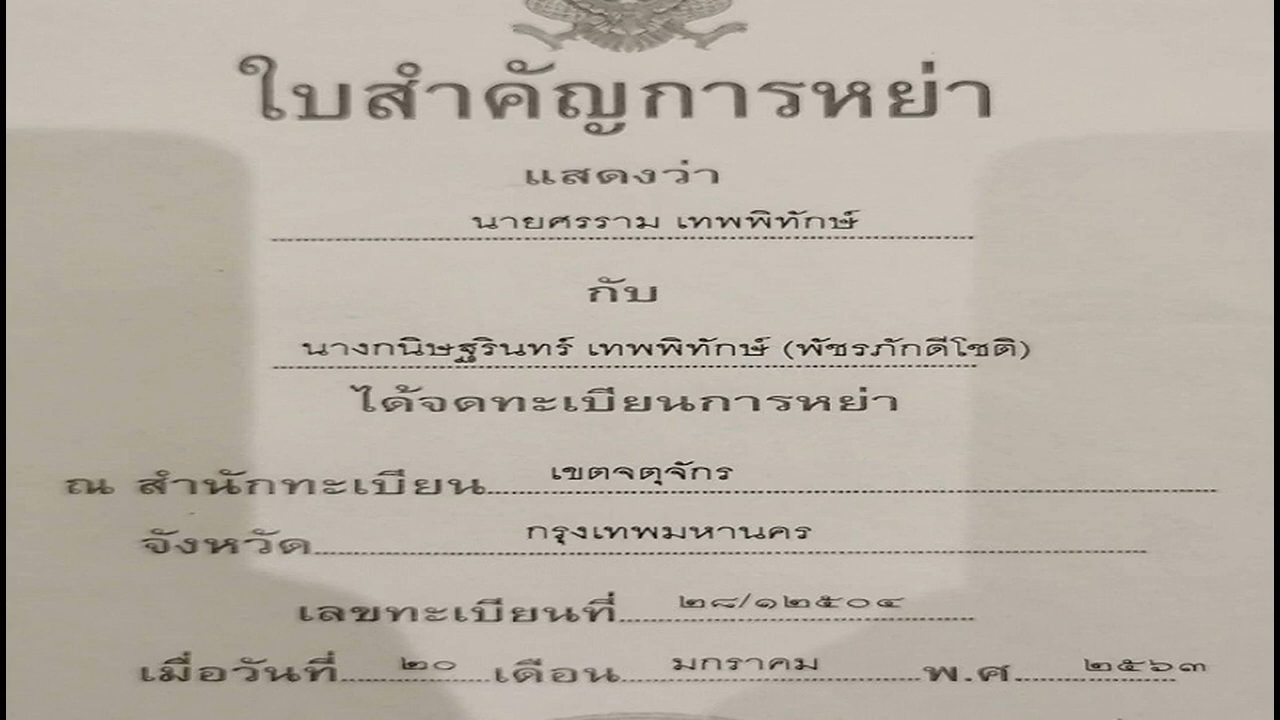 ใบสำคัญการหย่า
แสดงว่า
นายศรราม เทพพิทักษ์
กับ
นางกนิษฐรินทร์ เทพพิทักษ์ (พัชรภักดีโชติ)
ได้จดทะเบียนการหย่า
ณ สำนักทะเบียน เขตจตุจักร
จังหวัด กรุงเทพมหานคร
เลขทะเบียนที่ ๒๘/๑๒๕๐๔
เมื่อวันที่ ๒๐ เดือน มกราคม พ.ศ. ๒๕๖๓